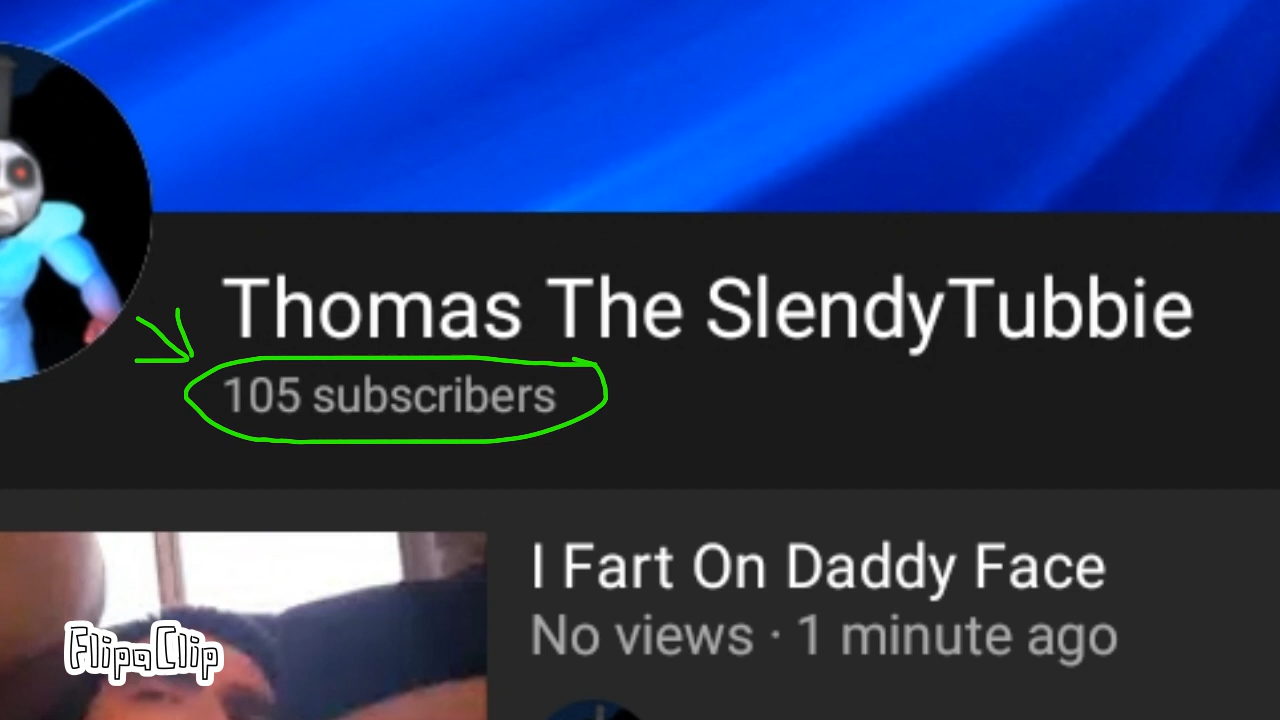 Thomas The SlendyTubbie
105 subscribers
I Fart On Daddy Face
No views · 1 minute ago
FlipaClip